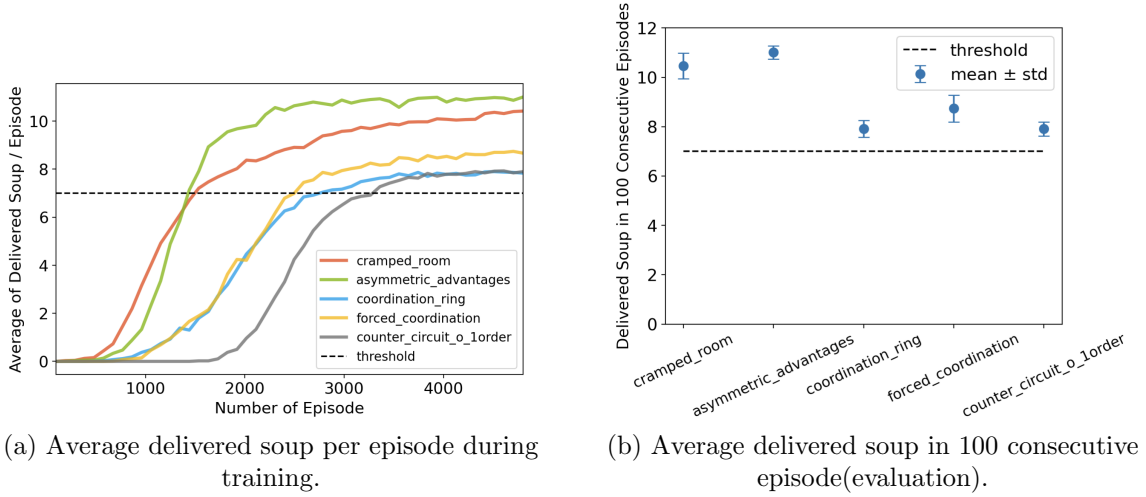 Average of Delivered Soup / Episode
10
8
6
4
2
0
1000 2000 3000 4000
Number of Episode
cramped_room
asymmetric_advantages
coordination_ring
forced_coordination
counter_circuit_o_1order
threshold
(a) Average delivered soup per episode during
training.
Delivered Soup in 100 Consecutive Episodes
12
10
8
6
4
2
0
threshold
mean ± std
cramped_room
asymmetric_advantages
coordination_ring
forced_coordination
counter_circuit_o_1order
(b) Average delivered soup in 100 consecutive
episode(evaluation).